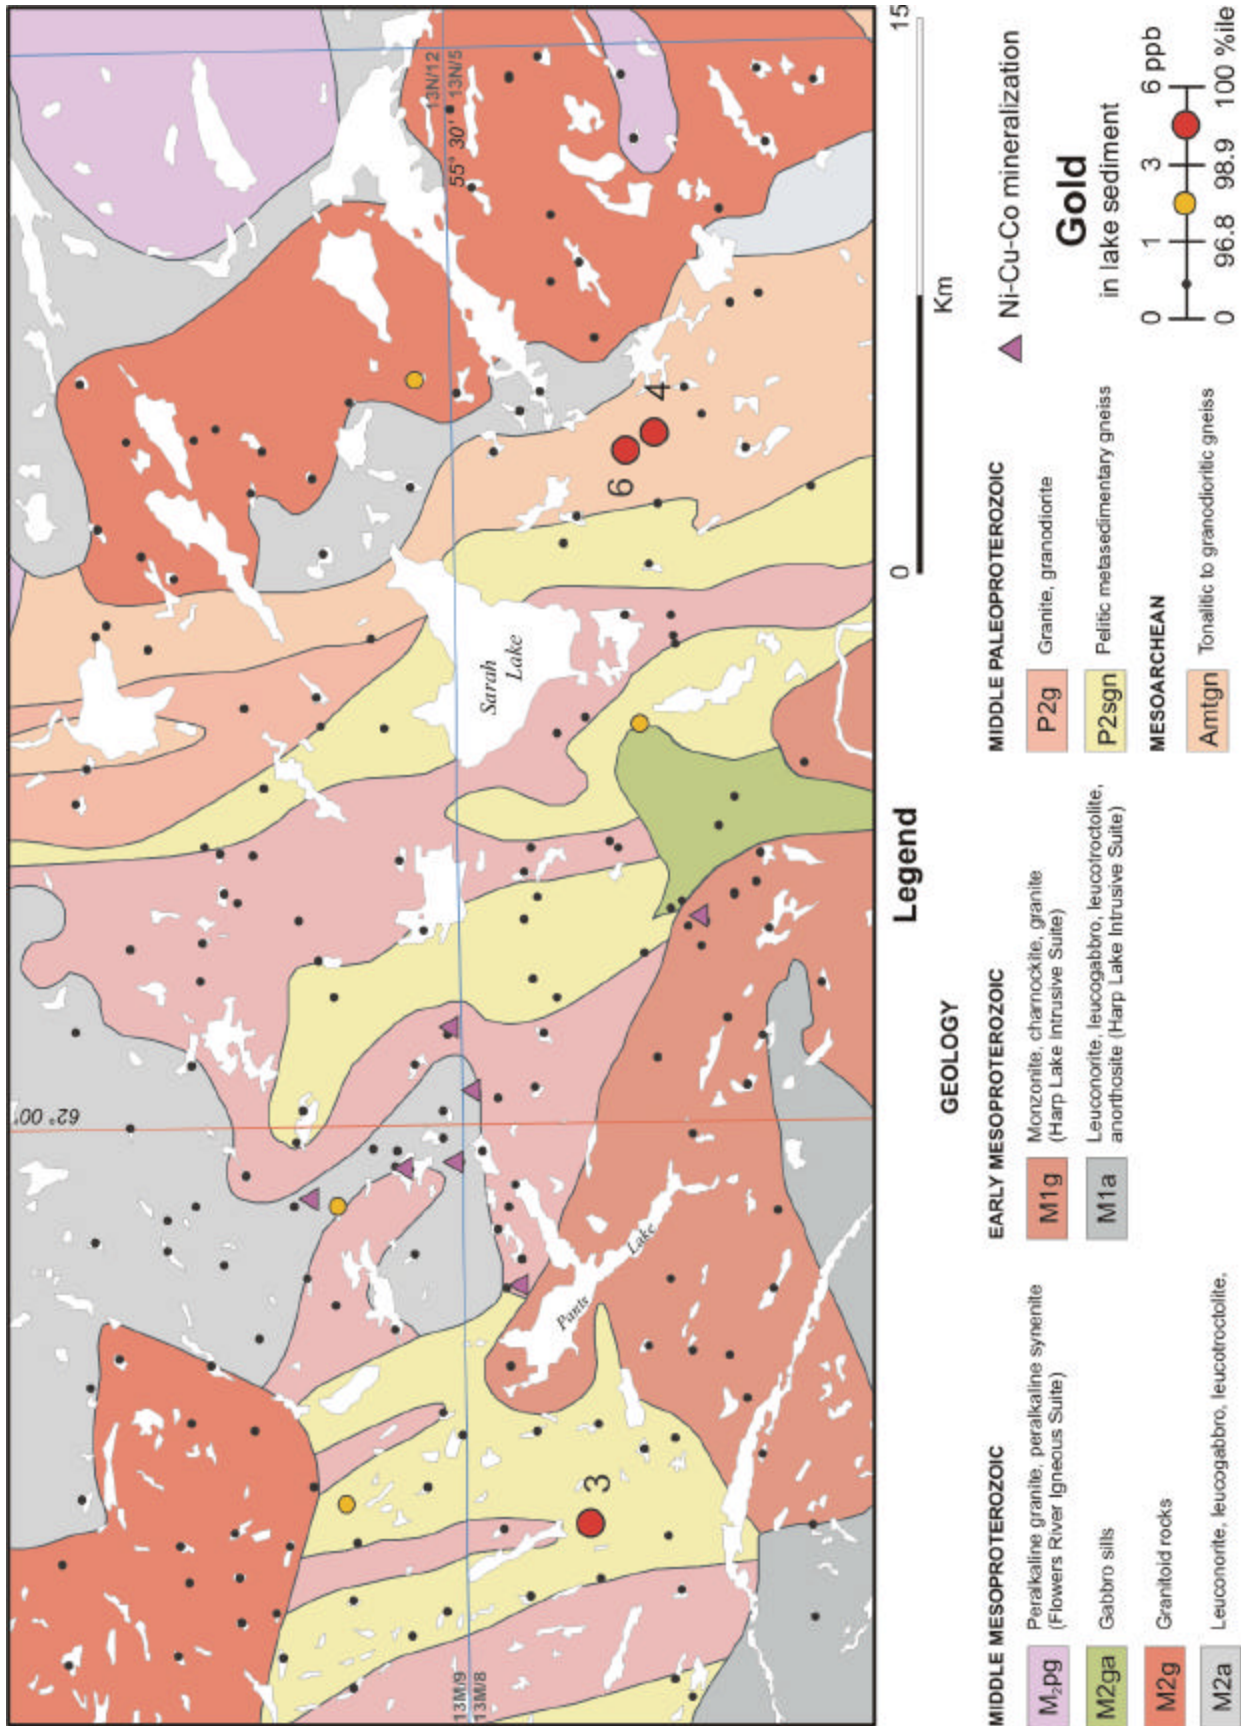 13M/9
13M/8
62° 00'
13N/12
13N/5
55° 30'
Sarah
Lake
Pants
Lake
3
6
4
0
15
Km
Legend
GEOLOGY
MIDDLE MESOPROTEROZOIC
M₂pg
Peralkaline granite, peralkaline synenite
(Flowers River Igneous Suite)
M2ga
Gabbro sills
M2g
Granitoid rocks
M2a
Leuconorite, leucogabbro, leucotroctolite,
EARLY MESOPROTEROZOIC
M1g
Monzonite, charnockite, granite
(Harp Lake Intrusive Suite)
M1a
Leuconorite, leucogabbro, leucotroctolite,
anorthosite (Harp Lake Intrusive Suite)
MIDDLE PALEOPROTEROZOIC
P2g
Granite, granodiorite
P2sgn
Pelitic metasedimentary gneiss
MESOARCHEAN
Amtgn
Tonalitic to granodioritic gneiss
Ni-Cu-Co mineralization
Gold
in lake sediment
0 1 3 6 ppb
0 96.8 98.9 100 %ile